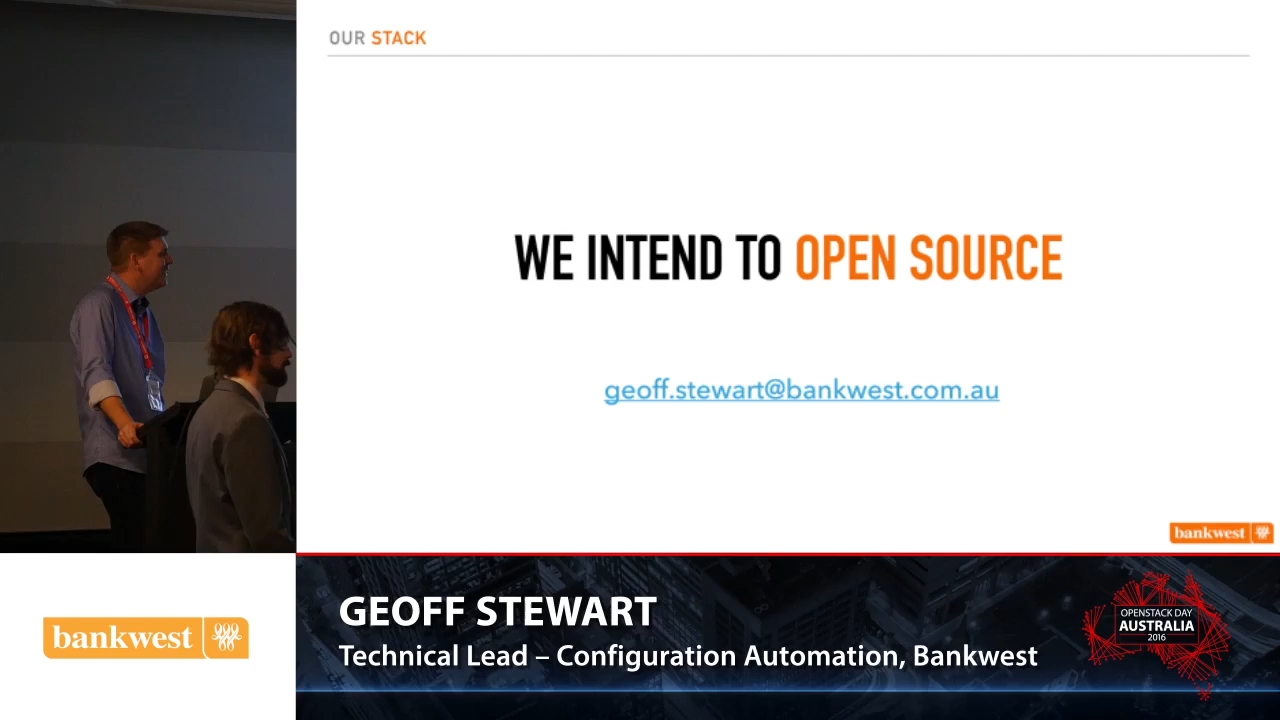 OUR STACK
WE INTEND TO OPEN SOURCE
geoff.stewart@bankwest.com.au
bankwest
bankwest
GEOFF STEWART
Technical Lead – Configuration Automation, Bankwest
OPENSTACK DAY
AUSTRALIA
2016